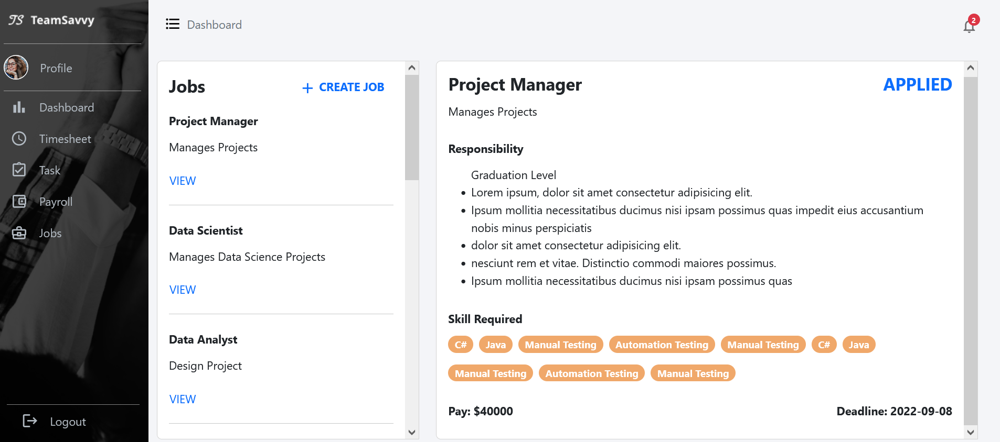 TS TeamSavvy
Profile
Dashboard
Timesheet
Task
Payroll
Jobs
Logout
Dashboard
2
Jobs
+ CREATE JOB
Project Manager
Manages Projects
VIEW
Data Scientist
Manages Data Science Projects
VIEW
Data Analyst
Design Project
VIEW
Project Manager
APPLIED
Manages Projects
Responsibility
Graduation Level
• Lorem ipsum, dolor sit amet consectetur adipisicing elit.
• Ipsum mollitia necessitatibus ducimus nisi ipsam possimus quas impedit eius accusantium
nobis minus perspiciatis
• dolor sit amet consectetur adipisicing elit.
• nesciunt rem et vitae. Distinctio commodi maiores possimus.
• Ipsum mollitia necessitatibus ducimus nisi ipsam possimus quas
Skill Required
C# Java Manual Testing Automation Testing Manual Testing C# Java
Manual Testing Automation Testing Manual Testing
Pay: $40000
Deadline: 2022-09-08